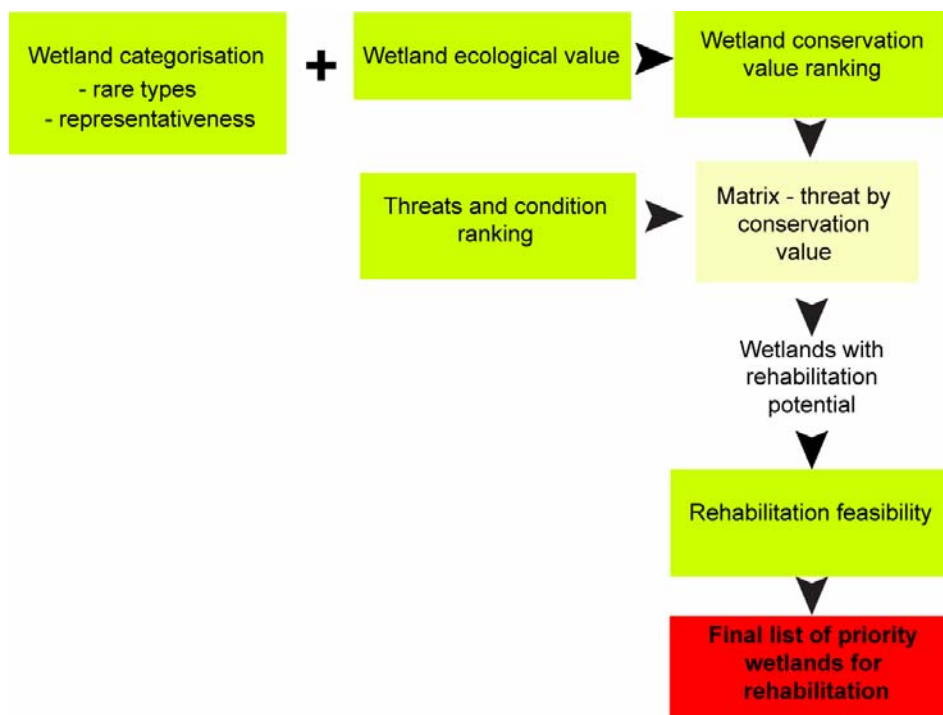 Wetland categorisation
- rare types
- representativeness
+
Wetland ecological value
Wetland conservation
value ranking
Threats and condition
ranking
Matrix - threat by
conservation
value
Wetlands with
rehabilitation
potential
Rehabilitation feasibility
Final list of priority
wetlands for
rehabilitation